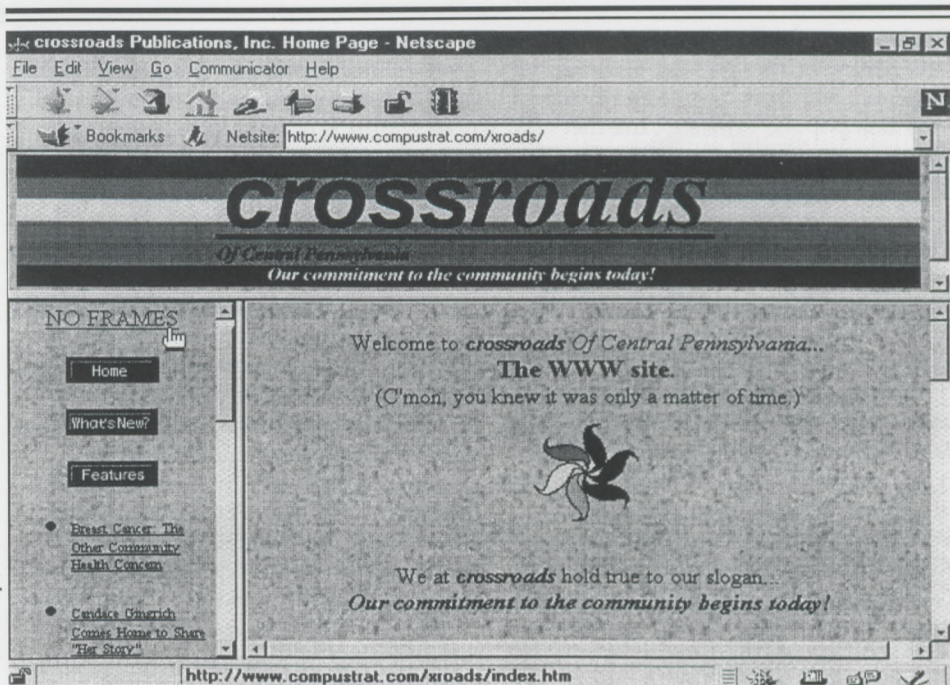 crossroads Publications, Inc. Home Page - Netscape
File Edit View Go Communicator Help
N
Bookmarks Netsite: http://www.compustrat.com/xroads/
crossroads
Of Central Pennsylvania
Our commitment to the community begins today!
NO FRAMES
Home
What's New?
Features
Breast Cancer: The
Other Community
Health Concern
Candace Gingrich
Comes Home to Share
"Her Story"
Welcome to crossroads Of Central Pennsylvania...
The WWW site.
(C'mon, you knew it was only a matter of time.)
We at crossroads hold true to our slogan...
Our commitment to the community begins today!
http://www.compustrat.com/xroads/index.htm